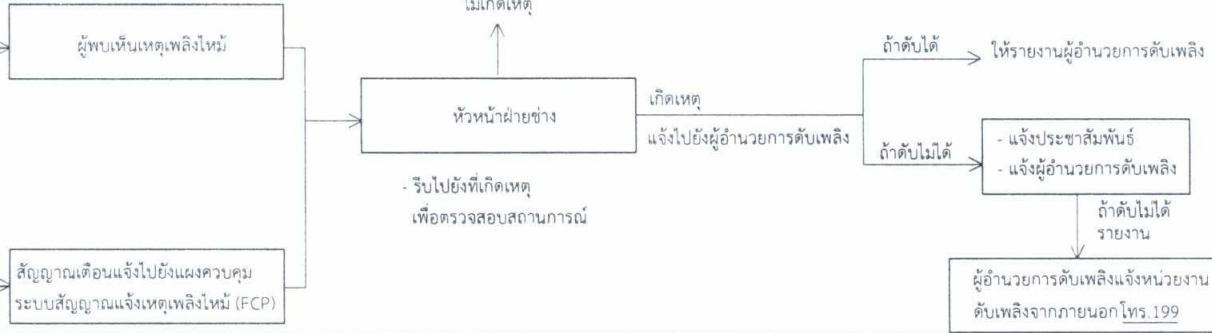 ไม่เกิดเหตุ
ผู้พบเห็นเหตุเพลิงไหม้
ถ้าดับได้
ให้รายงานผู้อำนวยการดับเพลิง
หัวหน้าฝ่ายช่าง
เกิดเหตุ
แจ้งไปยังผู้อำนวยการดับเพลิง
ถ้าดับไม่ได้
- แจ้งประชาสัมพันธ์
- แจ้งผู้อำนวยการดับเพลิง
- รีบไปยังที่เกิดเหตุ
เพื่อตรวจสอบสถานการณ์
ถ้าดับไม่ได้
รายงาน
สัญญาณเตือนแจ้งไปยังแผงควบคุม
ระบบสัญญาณแจ้งเหตุเพลิงไหม้ (FCP)
ผู้อำนวยการดับเพลิงแจ้งหน่วยงาน
ดับเพลิงจากภายนอกโทร.199